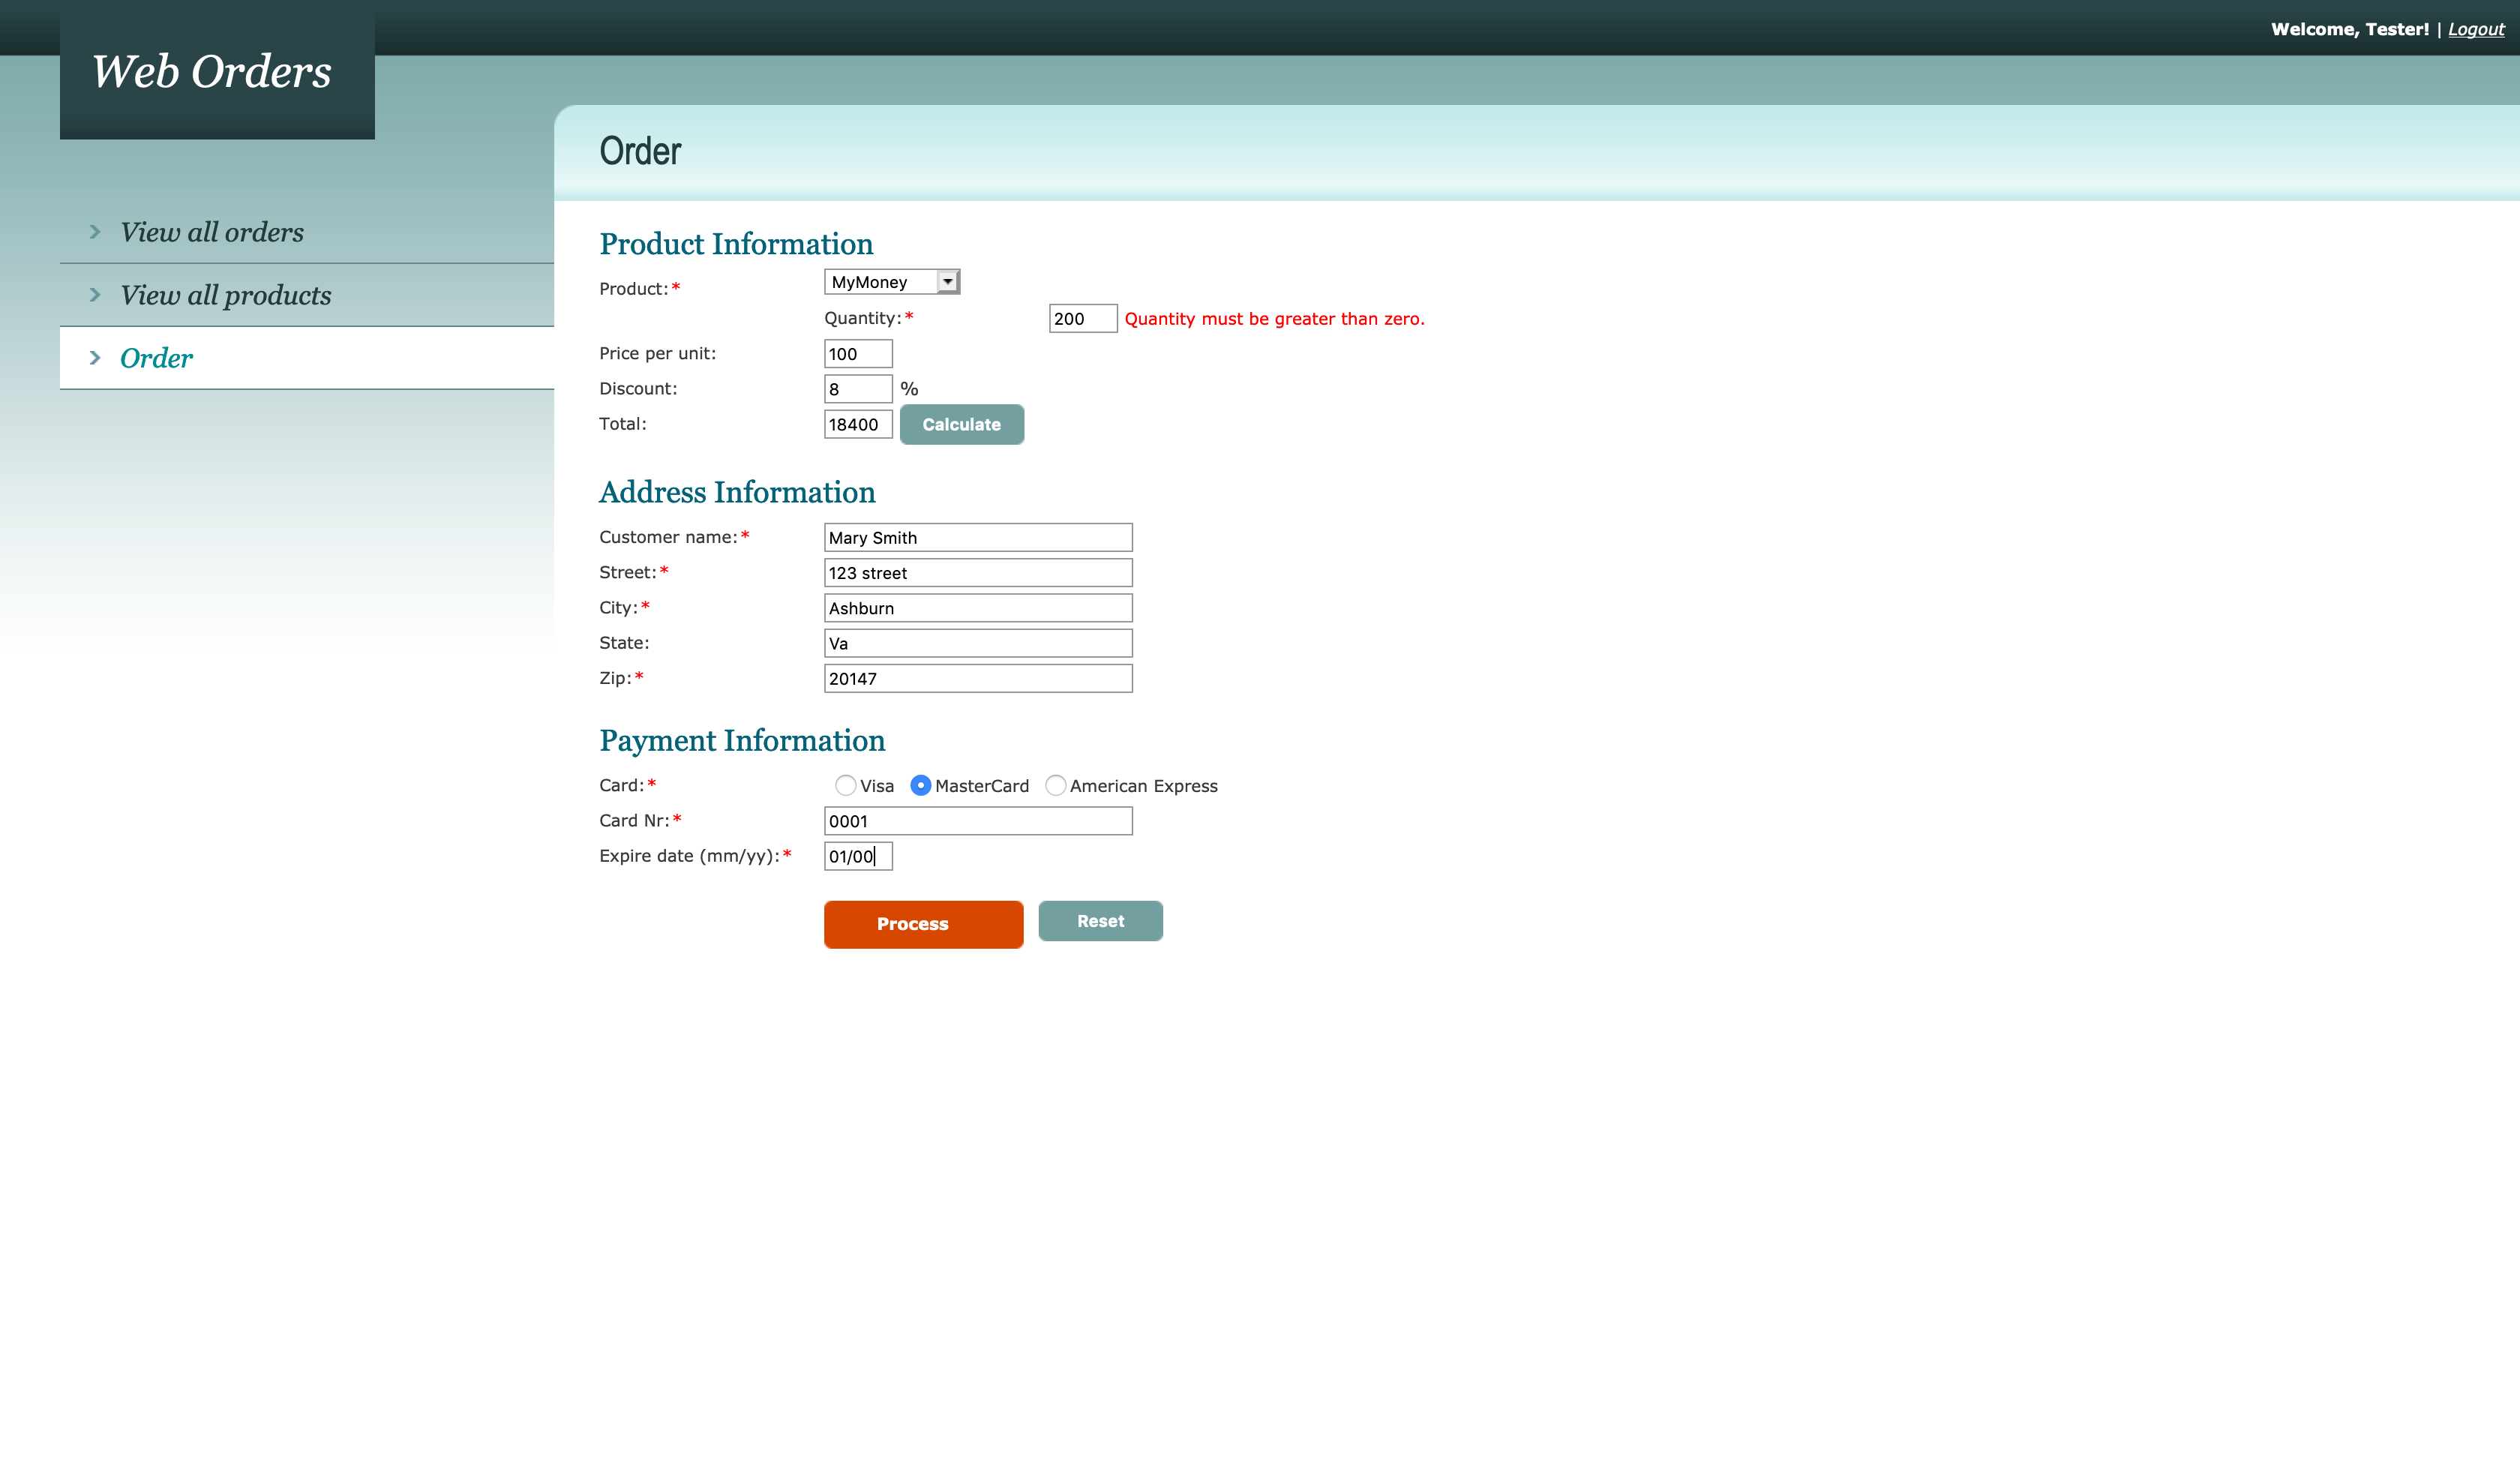 Welcome, Tester! | Logout
Web Orders
View all orders
View all products
Order
Order
Product Information
Product:* MyMoney
Quantity:* 200 Quantity must be greater than zero.
Price per unit: 100
Discount: 8 %
Total: 18400 Calculate
Address Information
Customer name:* Mary Smith
Street:* 123 street
City:* Ashburn
State: Va
Zip:* 20147
Payment Information
Card:* Visa MasterCard American Express
Card Nr:* 0001
Expire date (mm/yy):* 01/00
Process Reset